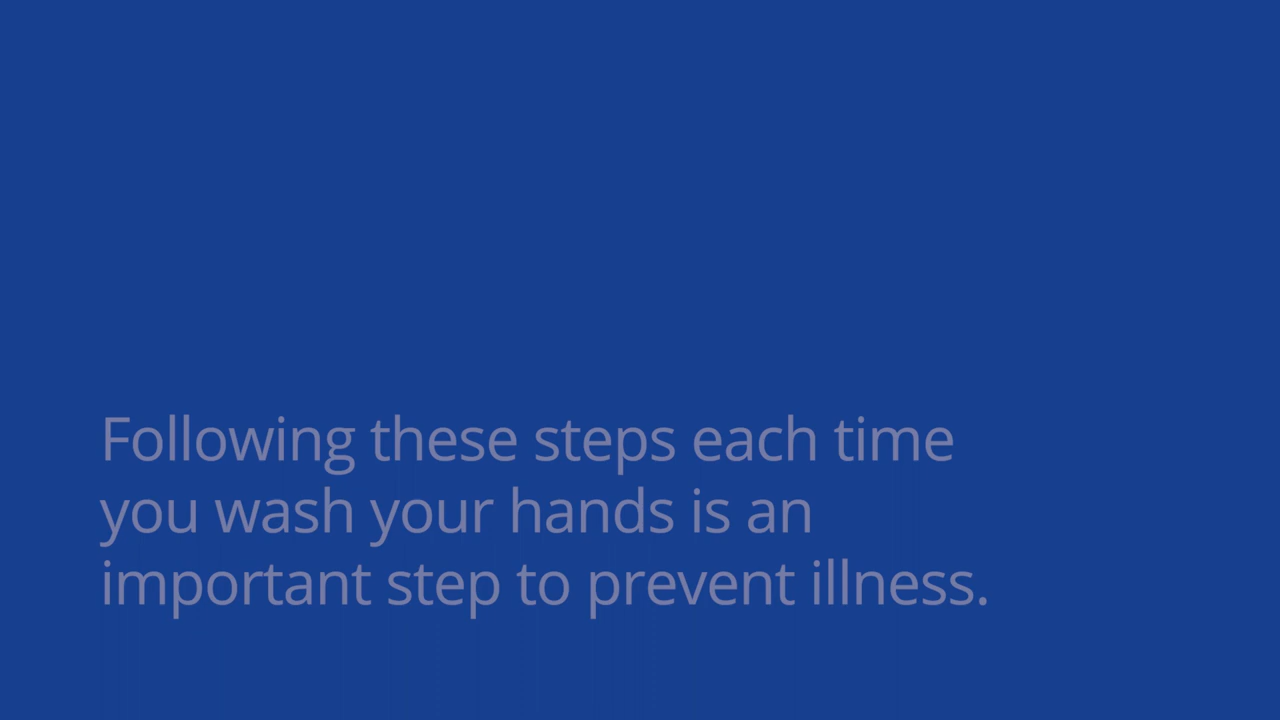 Following these steps each time
you wash your hands is an
important step to prevent illness.